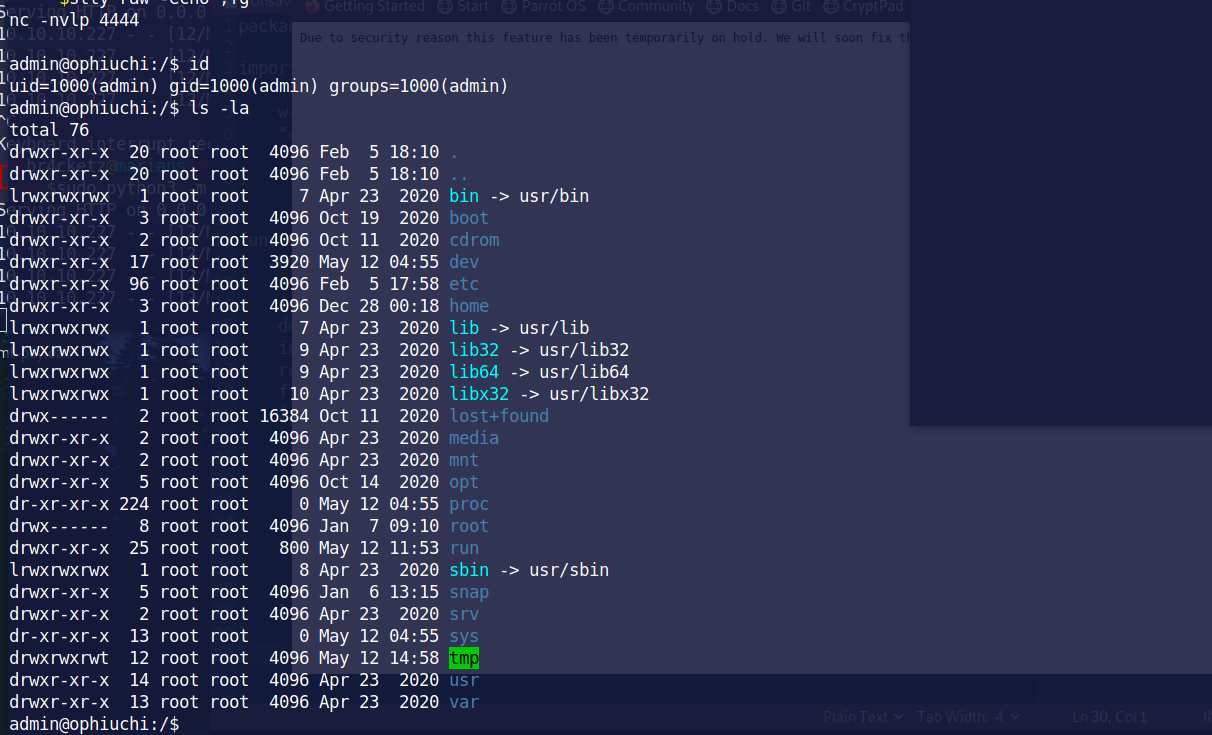 $stty raw -echo ;fg
nc -nvlp 4444
Getting Started Start Parrot OS Community Docs Git CryptPad
Due to security reason this feature has been temporarily on hold. We will soon fix th
admin@ophiuchi:/$ id
uid=1000(admin) gid=1000(admin) groups=1000(admin)
admin@ophiuchi:/$ ls -la
total 76
drwxr-xr-x  20 root root  4096 Feb  5 18:10 .
drwxr-xr-x  20 root root  4096 Feb  5 18:10 ..
lrwxrwxrwx   1 root root     7 Apr 23  2020 bin -> usr/bin
drwxr-xr-x   3 root root  4096 Oct 19  2020 boot
drwxr-xr-x   2 root root  4096 Oct 11  2020 cdrom
drwxr-xr-x  17 root root  3920 May 12 04:55 dev
drwxr-xr-x  96 root root  4096 Feb  5 17:58 etc
drwxr-xr-x   3 root root  4096 Dec 28 00:18 home
lrwxrwxrwx   1 root root     7 Apr 23  2020 lib -> usr/lib
lrwxrwxrwx   1 root root     9 Apr 23  2020 lib32 -> usr/lib32
lrwxrwxrwx   1 root root     9 Apr 23  2020 lib64 -> usr/lib64
lrwxrwxrwx   1 root root    10 Apr 23  2020 libx32 -> usr/libx32
drwx------   2 root root 16384 Oct 11  2020 lost+found
drwxr-xr-x   2 root root  4096 Apr 23  2020 media
drwxr-xr-x   2 root root  4096 Apr 23  2020 mnt
drwxr-xr-x   5 root root  4096 Oct 14  2020 opt
dr-xr-xr-x 224 root root     0 May 12 04:55 proc
drwx------   8 root root  4096 Jan  7 09:10 root
drwxr-xr-x  25 root root   800 May 12 11:53 run
lrwxrwxrwx   1 root root     8 Apr 23  2020 sbin -> usr/sbin
drwxr-xr-x   5 root root  4096 Jan  6 13:15 snap
drwxr-xr-x   2 root root  4096 Apr 23  2020 srv
dr-xr-xr-x  13 root root     0 May 12 04:55 sys
drwxrwxrwt  12 root root  4096 May 12 14:58 tmp
drwxr-xr-x  14 root root  4096 Apr 23  2020 usr
drwxr-xr-x  13 root root  4096 Apr 23  2020 var
admin@ophiuchi:/$
Plain Text Tab Width: 4 Ln 30, Col 1